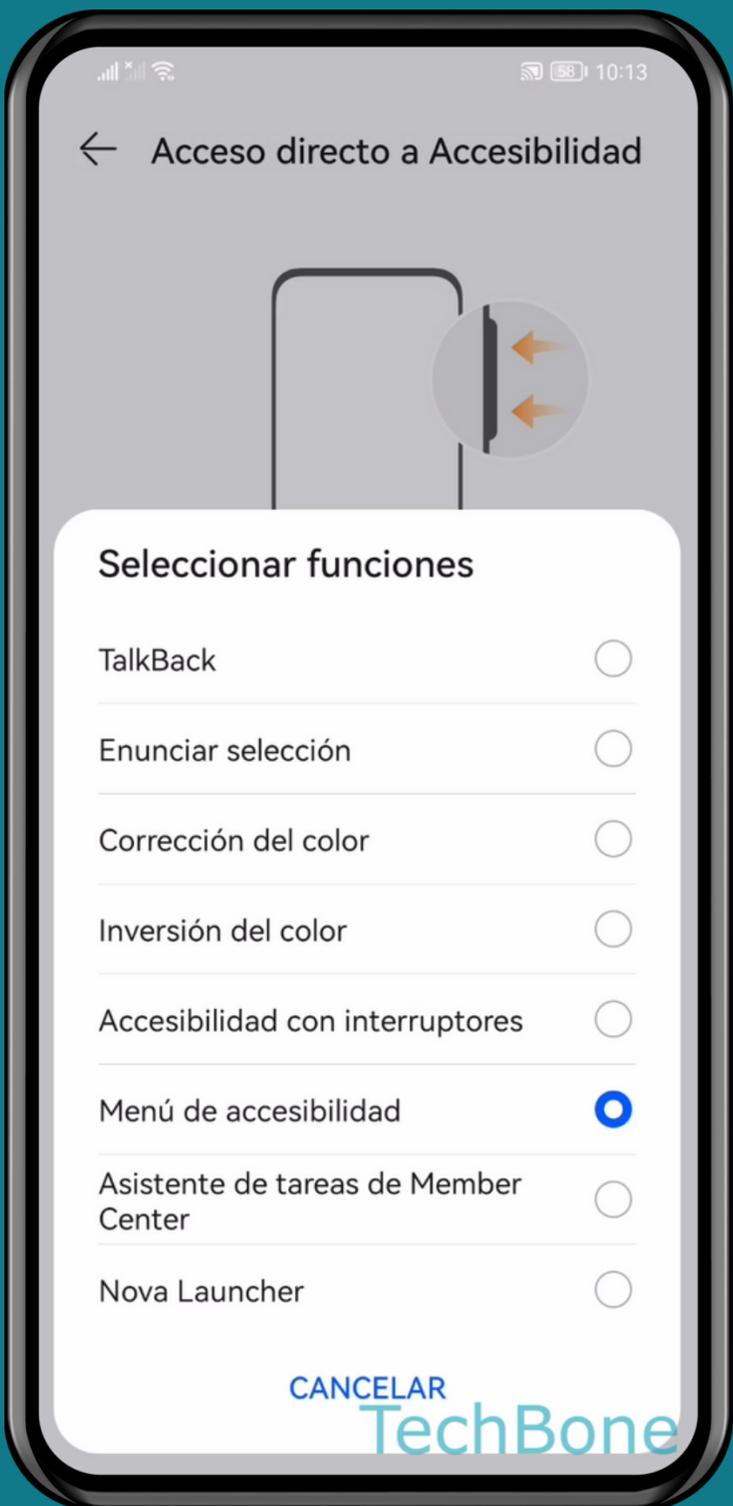 58 10:13
Acceso directo a Accesibilidad
Seleccionar funciones
TalkBack
Enunciar selección
Corrección del color
Inversión del color
Accesibilidad con interruptores
Menú de accesibilidad
Asistente de tareas de Member
Center
Nova Launcher
CANCELAR
TechBone